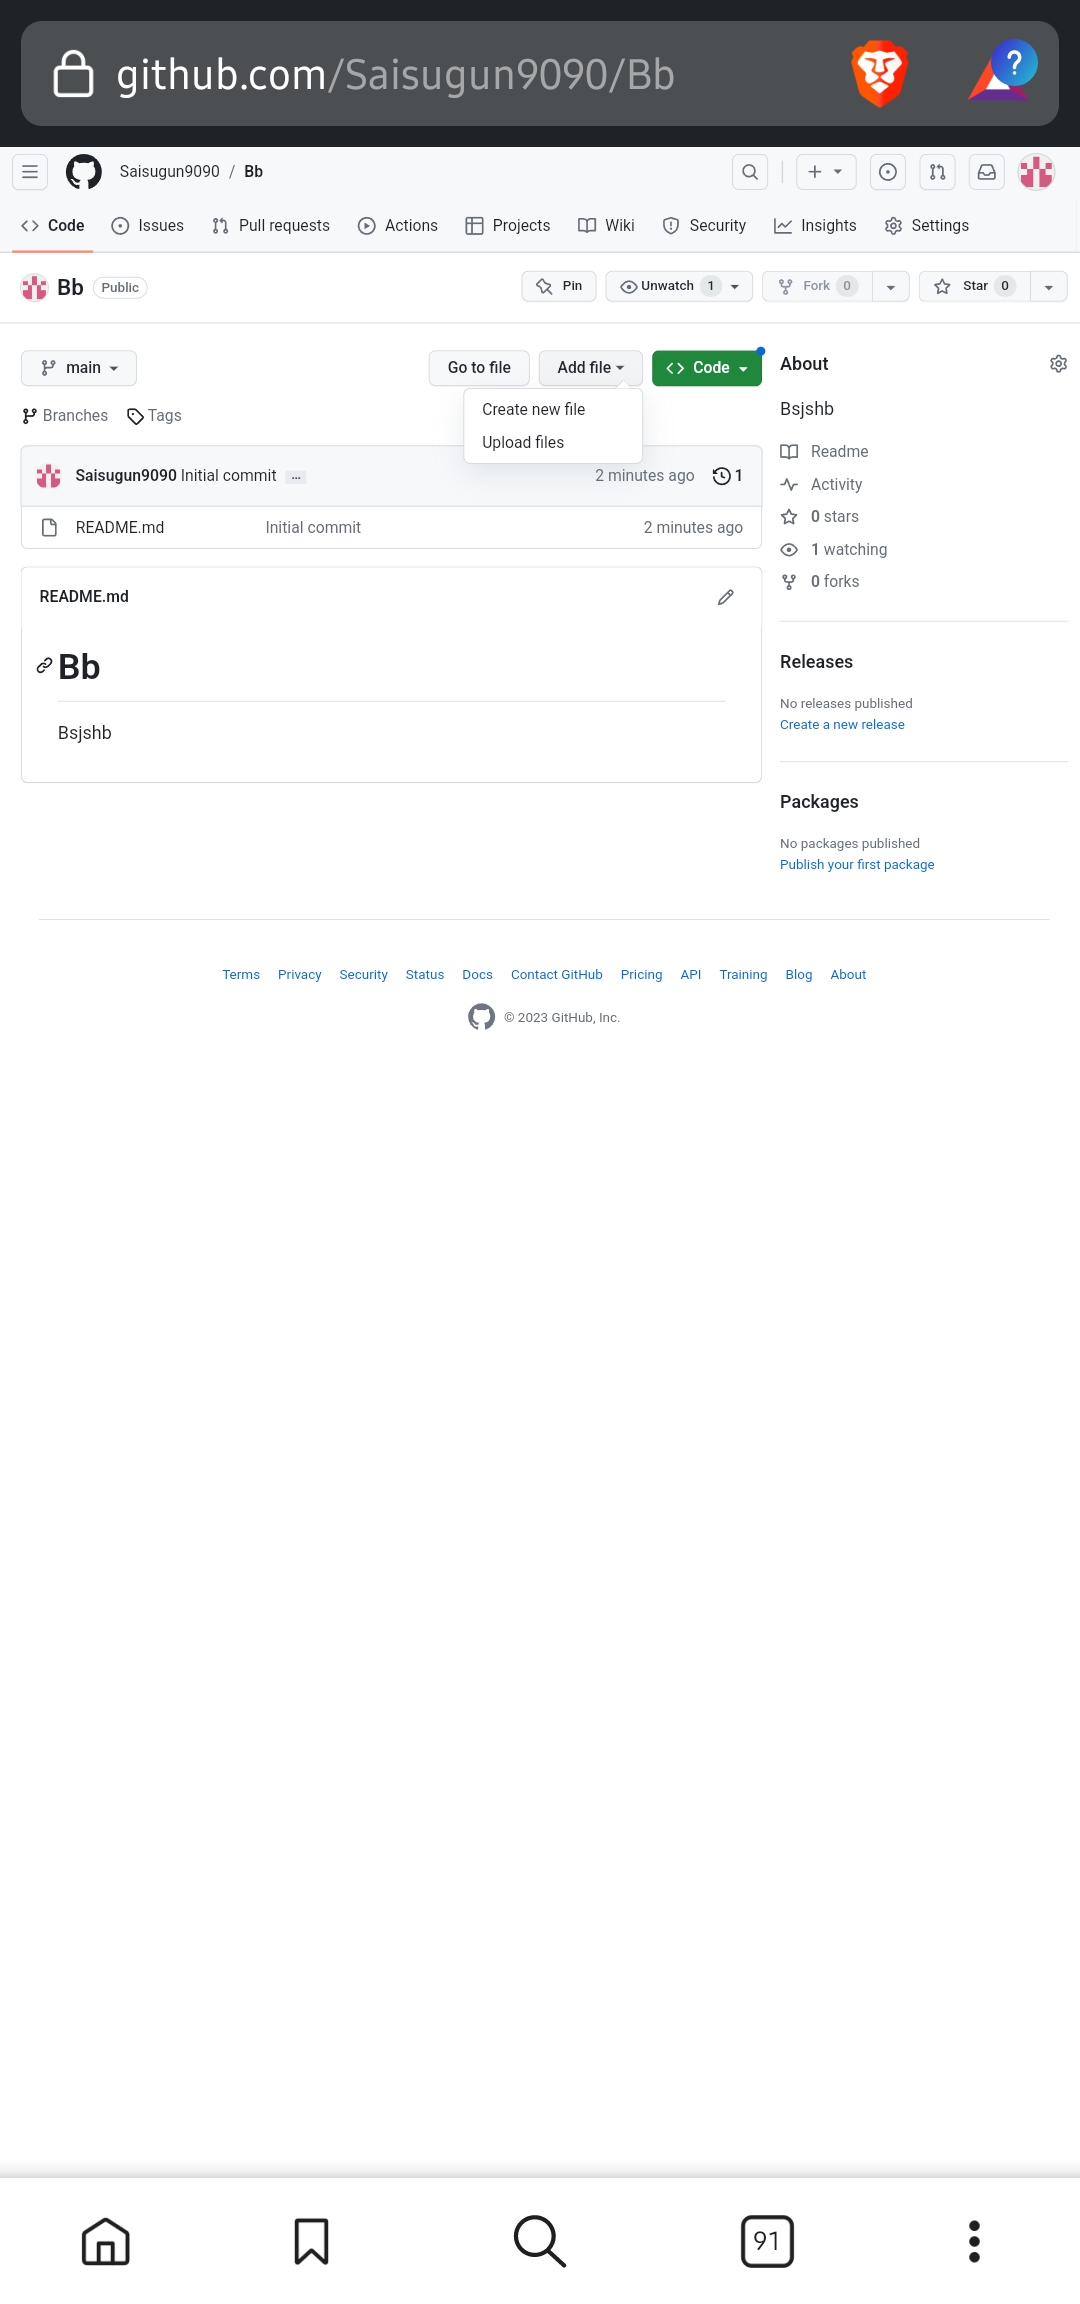 github.com/Saisugun9090/Bb
?
Saisugun9090 / Bb
Code Issues Pull requests Actions Projects Wiki Security Insights Settings
Bb Public Pin Unwatch 1 Fork 0 Star 0
main Go to file Add file Code
Create new file
Upload files
Branches Tags
Saisugun9090 Initial commit ... 2 minutes ago 1
README.md Initial commit 2 minutes ago
README.md
Bb
Bsjshb
About
Bsjshb
Readme
Activity
0 stars
1 watching
0 forks
Releases
No releases published
Create a new release
Packages
No packages published
Publish your first package
Terms Privacy Security Status Docs Contact GitHub Pricing API Training Blog About
© 2023 GitHub, Inc.
91